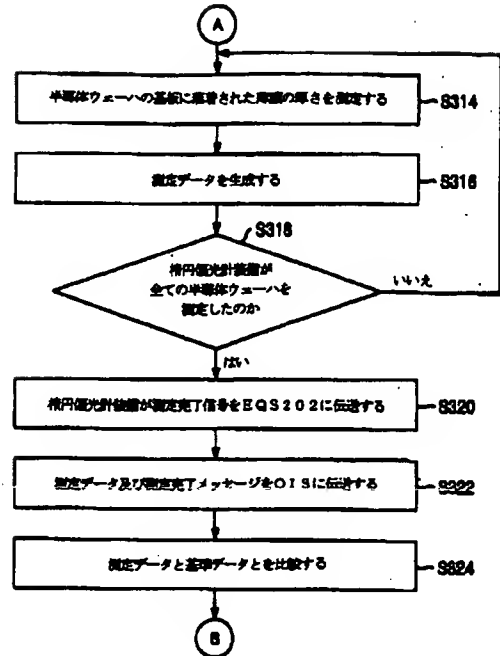 A
半導体ウェーハの基板に蒸着された薄膜の厚さを測定する
S314
測定データを生成する
S316
S318
楕円偏光計装備が
全ての半導体ウェーハを
測定したのか
いいえ
はい
楕円偏光計装備が測定完了信号をEQS202に伝送する
S320
測定データ及び測定完了メッセージをOISに伝送する
S322
測定データと基準データとを比較する
S324
B